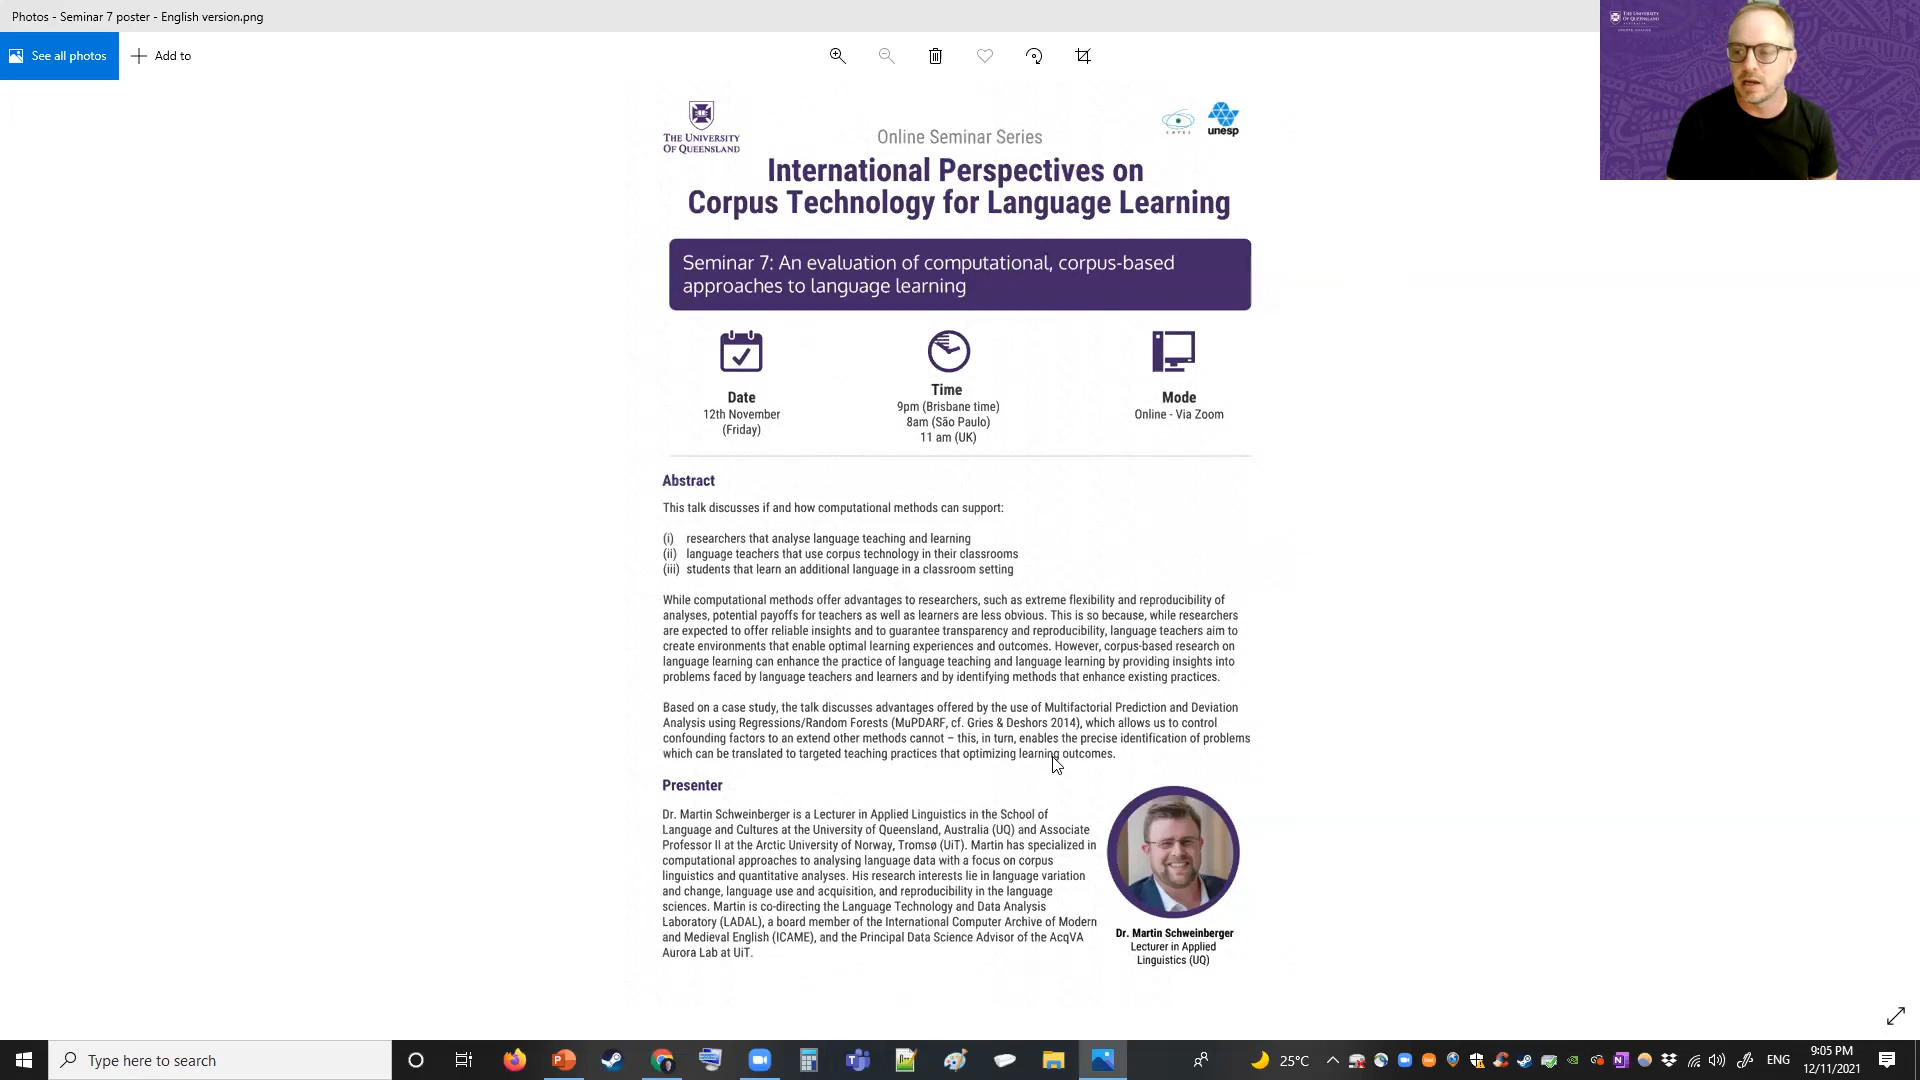 Photos - Seminar 7 poster - English version.png
See all photos
Add to
THE UNIVERSITY
OF QUEENSLAND
AUSTRALIA
THE UNIVERSITY
OF QUEENSLAND
Online Seminar Series
CAPES
unesp
International Perspectives on
Corpus Technology for Language Learning
Seminar 7: An evaluation of computational, corpus-based
approaches to language learning
Date
12th November
(Friday)
Time
9pm (Brisbane time)
8am (São Paulo)
11 am (UK)
Mode
Online - Via Zoom
Abstract
This talk discusses if and how computational methods can support:
(i) researchers that analyse language teaching and learning
(ii) language teachers that use corpus technology in their classrooms
(iii) students that learn an additional language in a classroom setting
While computational methods offer advantages to researchers, such as extreme flexibility and reproducibility of
analyses, potential payoffs for teachers as well as learners are less obvious. This is so because, while researchers
are expected to offer reliable insights and to guarantee transparency and reproducibility, language teachers aim to
create environments that enable optimal learning experiences and outcomes. However, corpus-based research on
language learning can enhance the practice of language teaching and language learning by providing insights into
problems faced by language teachers and learners and by identifying methods that enhance existing practices.
Based on a case study, the talk discusses advantages offered by the use of Multifactorial Prediction and Deviation
Analysis using Regressions/Random Forests (MuPDARF, cf. Gries & Deshors 2014), which allows us to control
confounding factors to an extend other methods cannot – this, in turn, enables the precise identification of problems
which can be translated to targeted teaching practices that optimizing learning outcomes.
Presenter
Dr. Martin Schweinberger is a Lecturer in Applied Linguistics in the School of
Language and Cultures at the University of Queensland, Australia (UQ) and Associate
Professor II at the Arctic University of Norway, Tromsø (UiT). Martin has specialized in
computational approaches to analysing language data with a focus on corpus
linguistics and quantitative analyses. His research interests lie in language variation
and change, language use and acquisition, and reproducibility in the language
sciences. Martin is co-directing the Language Technology and Data Analysis
Laboratory (LADAL), a board member of the International Computer Archive of Modern
and Medieval English (ICAME), and the Principal Data Science Advisor of the AcqVA
Aurora Lab at UiT.
Dr. Martin Schweinberger
Lecturer in Applied
Linguistics (UQ)
Type here to search
25°C
ENG
9:05 PM
12/11/2021